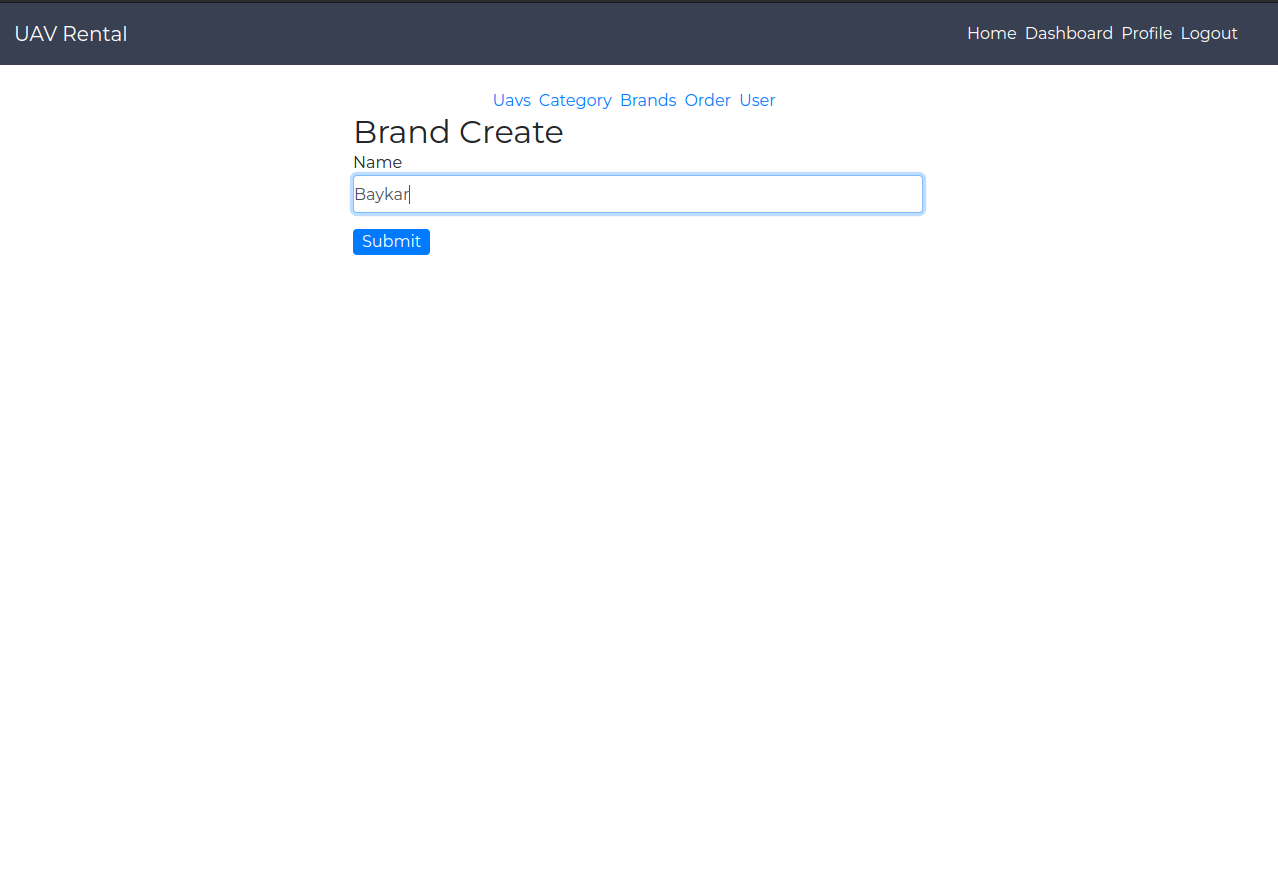 UAV Rental Home Dashboard Profile Logout
Uavs Category Brands Order User
Brand Create
Name
Baykar
Submit